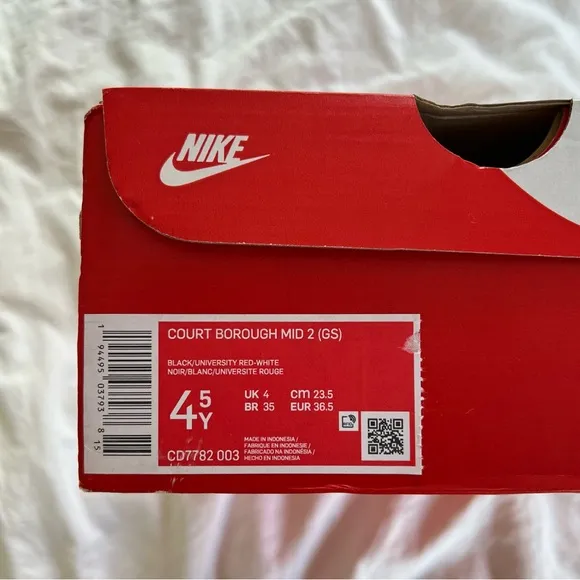 NIKE
COURT BOROUGH MID 2 (GS)
BLACK/UNIVERSITY RED-WHITE
NOIR/BLANC/UNIVERSITE ROUGE
4 5 Y
UK 4 CM 23.5
BR 35 EUR 36.5
MADE IN INDONESIA /
FABRIQUE EN INDONESIE /
FABRICADO NA INDONÉSIA /
HECHO EN INDONESIA /
CD7782 003
1 94495 03793 8 15